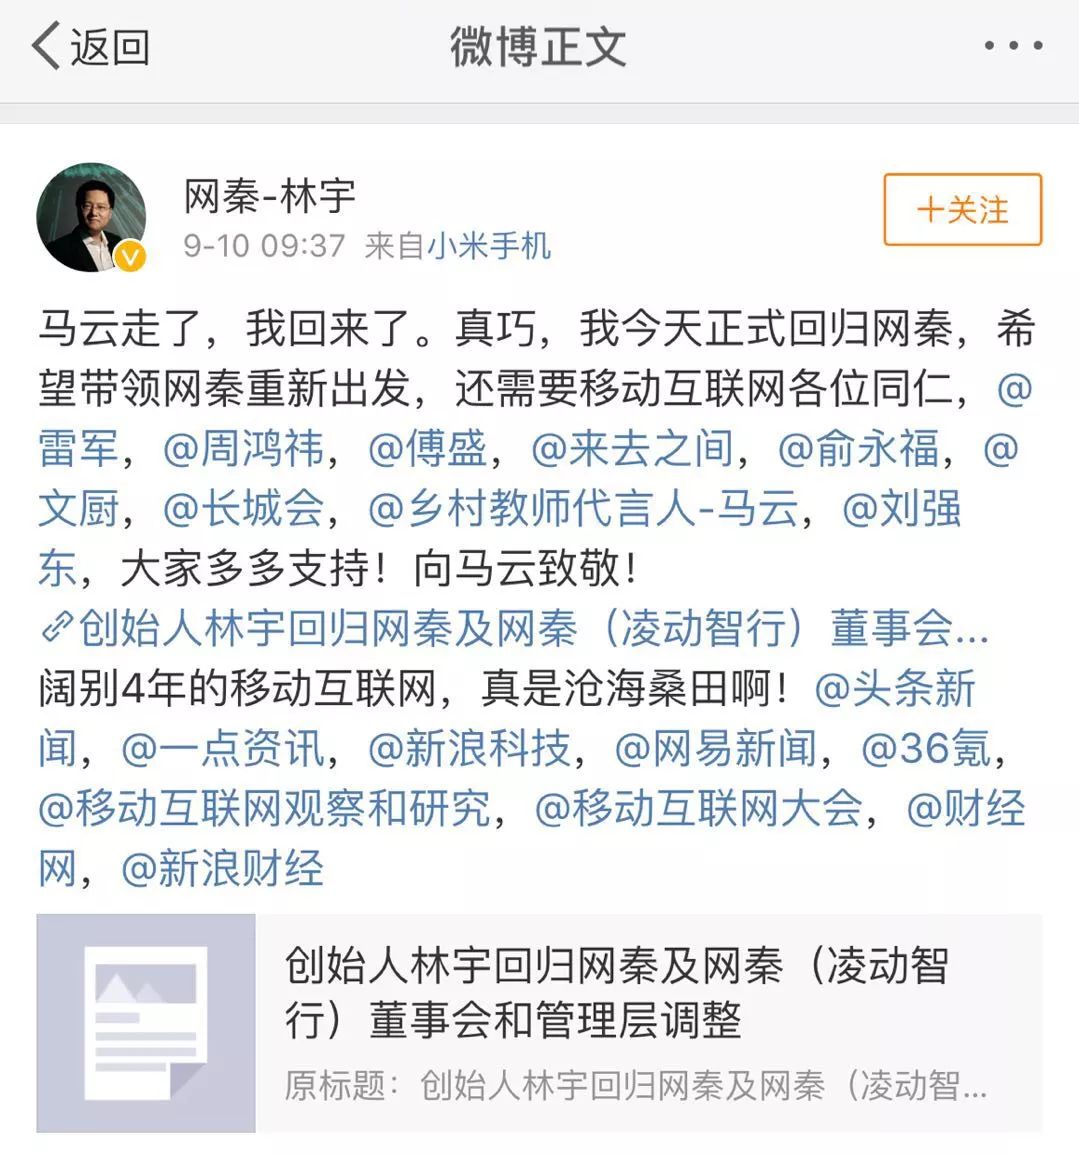 返回 微博正文
网秦-林宇
9-10 09:37 来自小米手机
+关注
马云走了，我回来了。真巧，我今天正式回归网秦，希
望带领网秦重新出发，还需要移动互联网各位同仁，@
雷军，@周鸿祎，@傅盛，@来去之间，@俞永福，@
文厨，@长城会，@乡村教师代言人-马云，@刘强
东，大家多多支持！向马云致敬！
创始人林宇回归网秦及网秦（凌动智行）董事会...
阔别4年的移动互联网，真是沧海桑田啊！@头条新
闻，@一点资讯，@新浪科技，@网易新闻，@36氪，
@移动互联网观察和研究，@移动互联网大会，@财经
网，@新浪财经
创始人林宇回归网秦及网秦（凌动智
行）董事会和管理层调整
原标题：创始人林宇回归网秦及网秦（凌动智...